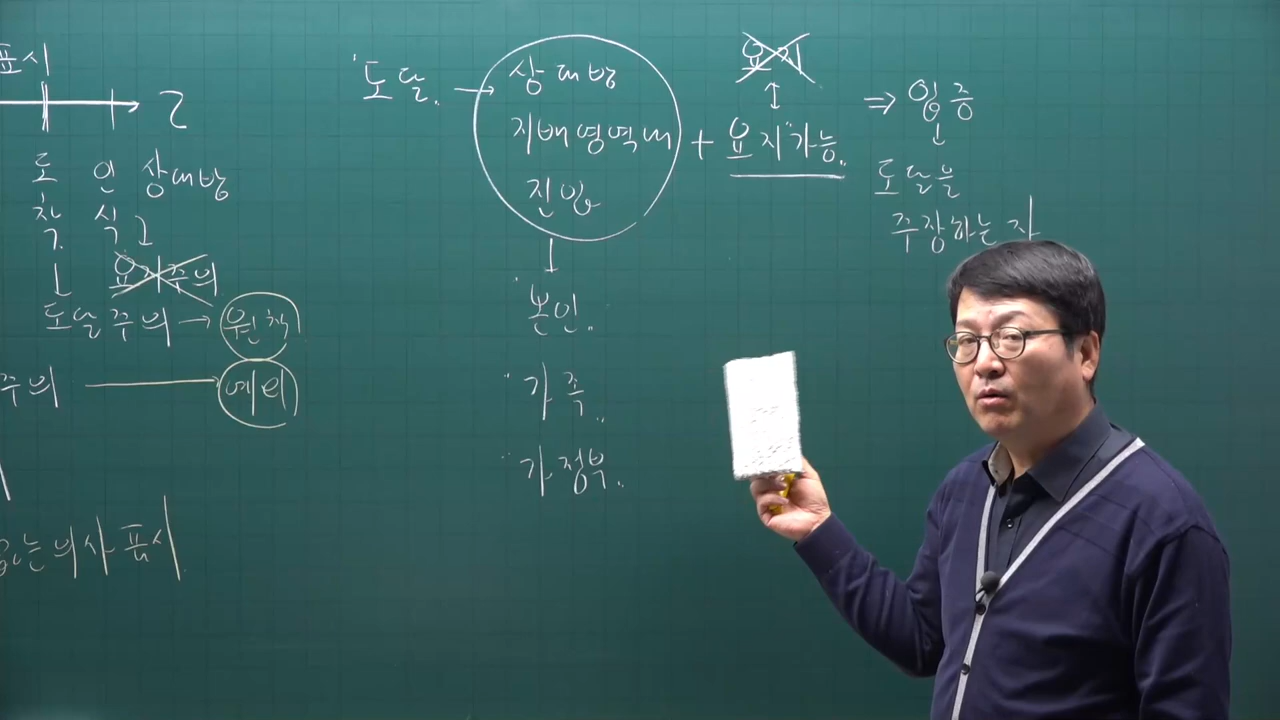 표시
乙
도 인 상대방
착 식
도달주의 → 원칙
요지주의
주의 → 예외
있는 의사표시
"도달" → 상대방
지배영역내
진입
+ 요지가능
요지
본인
가족
가정부
⇒ 입증
↓
도달을
주장하는 자